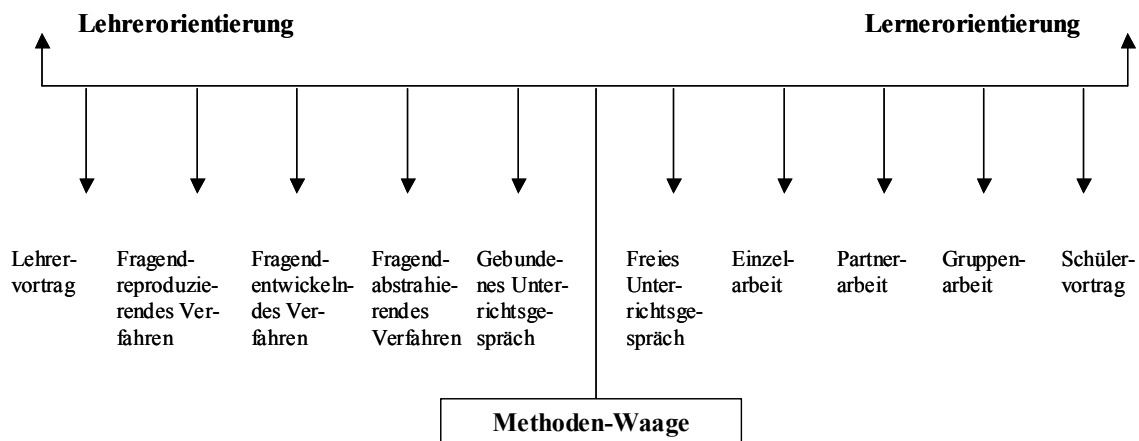 Lehrerorientierung
Lernerorientierung
Lehrer-
vortrag
Fragend-
reproduzie-
rendes Ver-
fahren
Fragend-
entwickeln-
des Ver-
fahren
Fragend-
abstrahie-
rendes
Verfahren
Gebunde-
nes Unter-
richtsge-
spräch
Freies
Unter-
richtsge-
spräch
Einzel-
arbeit
Partner-
arbeit
Gruppen-
arbeit
Schüler-
vortrag
Methoden-Waage